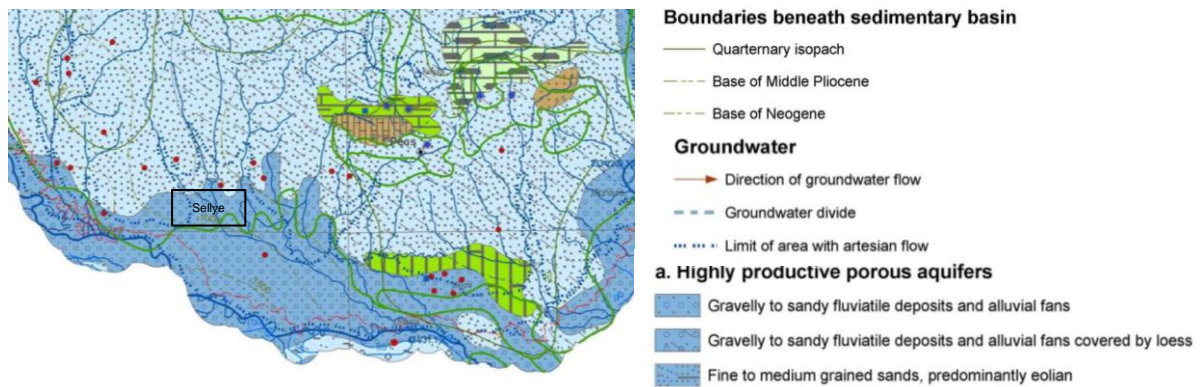 Sellye
Pécs
Boundaries beneath sedimentary basin
Quarternary isopach
Base of Middle Pliocene
Base of Neogene
Groundwater
Direction of groundwater flow
Groundwater divide
Limit of area with artesian flow
a. Highly productive porous aquifers
Gravelly to sandy fluviatile deposits and alluvial fans
Gravelly to sandy fluviatile deposits and alluvial fans covered by loess
Fine to medium grained sands, predominantly eolian